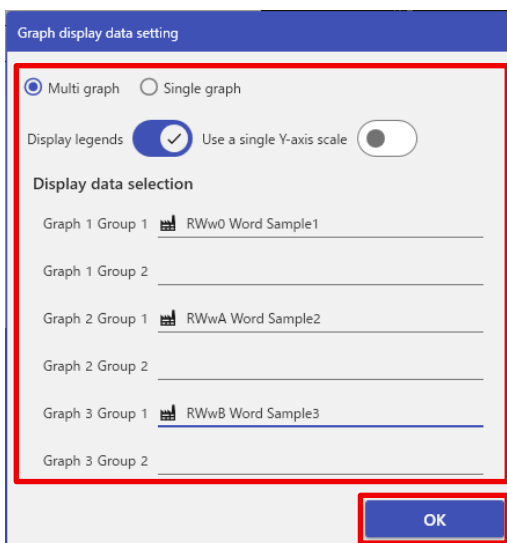 Graph display data setting
Multi graph Single graph
Display legends Use a single Y-axis scale
Display data selection
Graph 1 Group 1 RWw0 Word Sample1
Graph 1 Group 2
Graph 2 Group 1 RWwA Word Sample2
Graph 2 Group 2
Graph 3 Group 1 RWwB Word Sample3
Graph 3 Group 2
OK